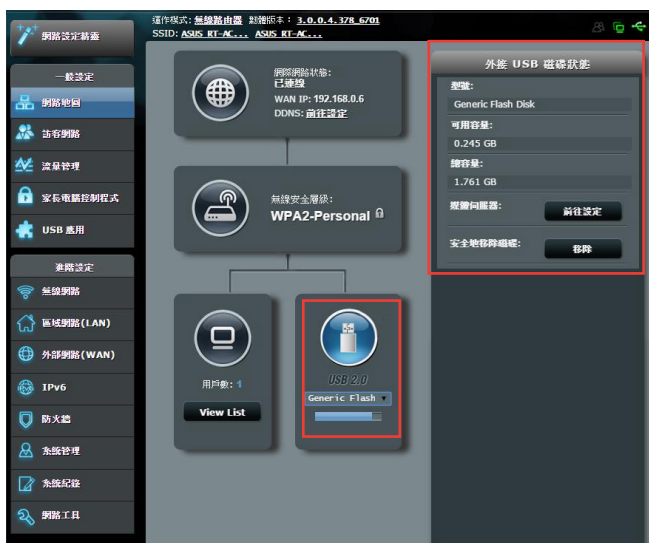 運作模式: 無線路由器 韌體版本: 3.0.0.4.378_6701
SSID: ASUS RT-AC... ASUS RT-AC...
網路設定精靈
一般設定
網路地圖
訪客網路
流量管理
家長電腦控制程式
USB 應用
進階設定
無線網路
區域網路(LAN)
外部網路(WAN)
IPv6
防火牆
系統管理
系統紀錄
網路工具
網際網路狀態:
已連線
WAN IP: 192.168.0.6
DDNS: 前往設定
無線安全層級:
WPA2-Personal
用戶數: 1
View List
USB 2.0
Generic Flash
外接 USB 磁碟狀態
型號:
Generic Flash Disk
可用容量:
0.245 GB
總容量:
1.761 GB
媒體伺服器:
前往設定
安全地移除磁碟:
移除